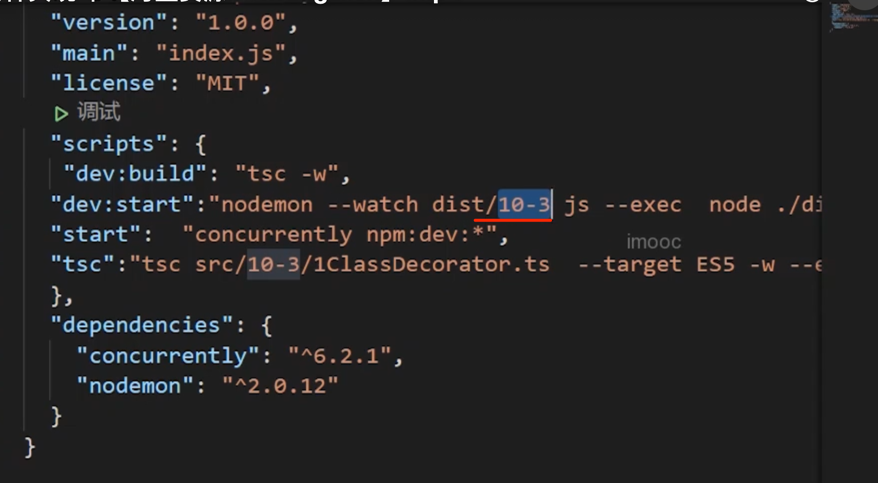 "version": "1.0.0",
"main": "index.js",
"license": "MIT",
调试
"scripts": {
"dev:build": "tsc -w",
"dev:start":"nodemon --watch dist/10-3 js --exec  node ./di
"start":  "concurrently npm:dev:*",
imooc
"tsc":"tsc src/10-3/1ClassDecorator.ts  --target ES5 -w --e
},
"dependencies": {
"concurrently": "^6.2.1",
"nodemon": "^2.0.12"
}
}